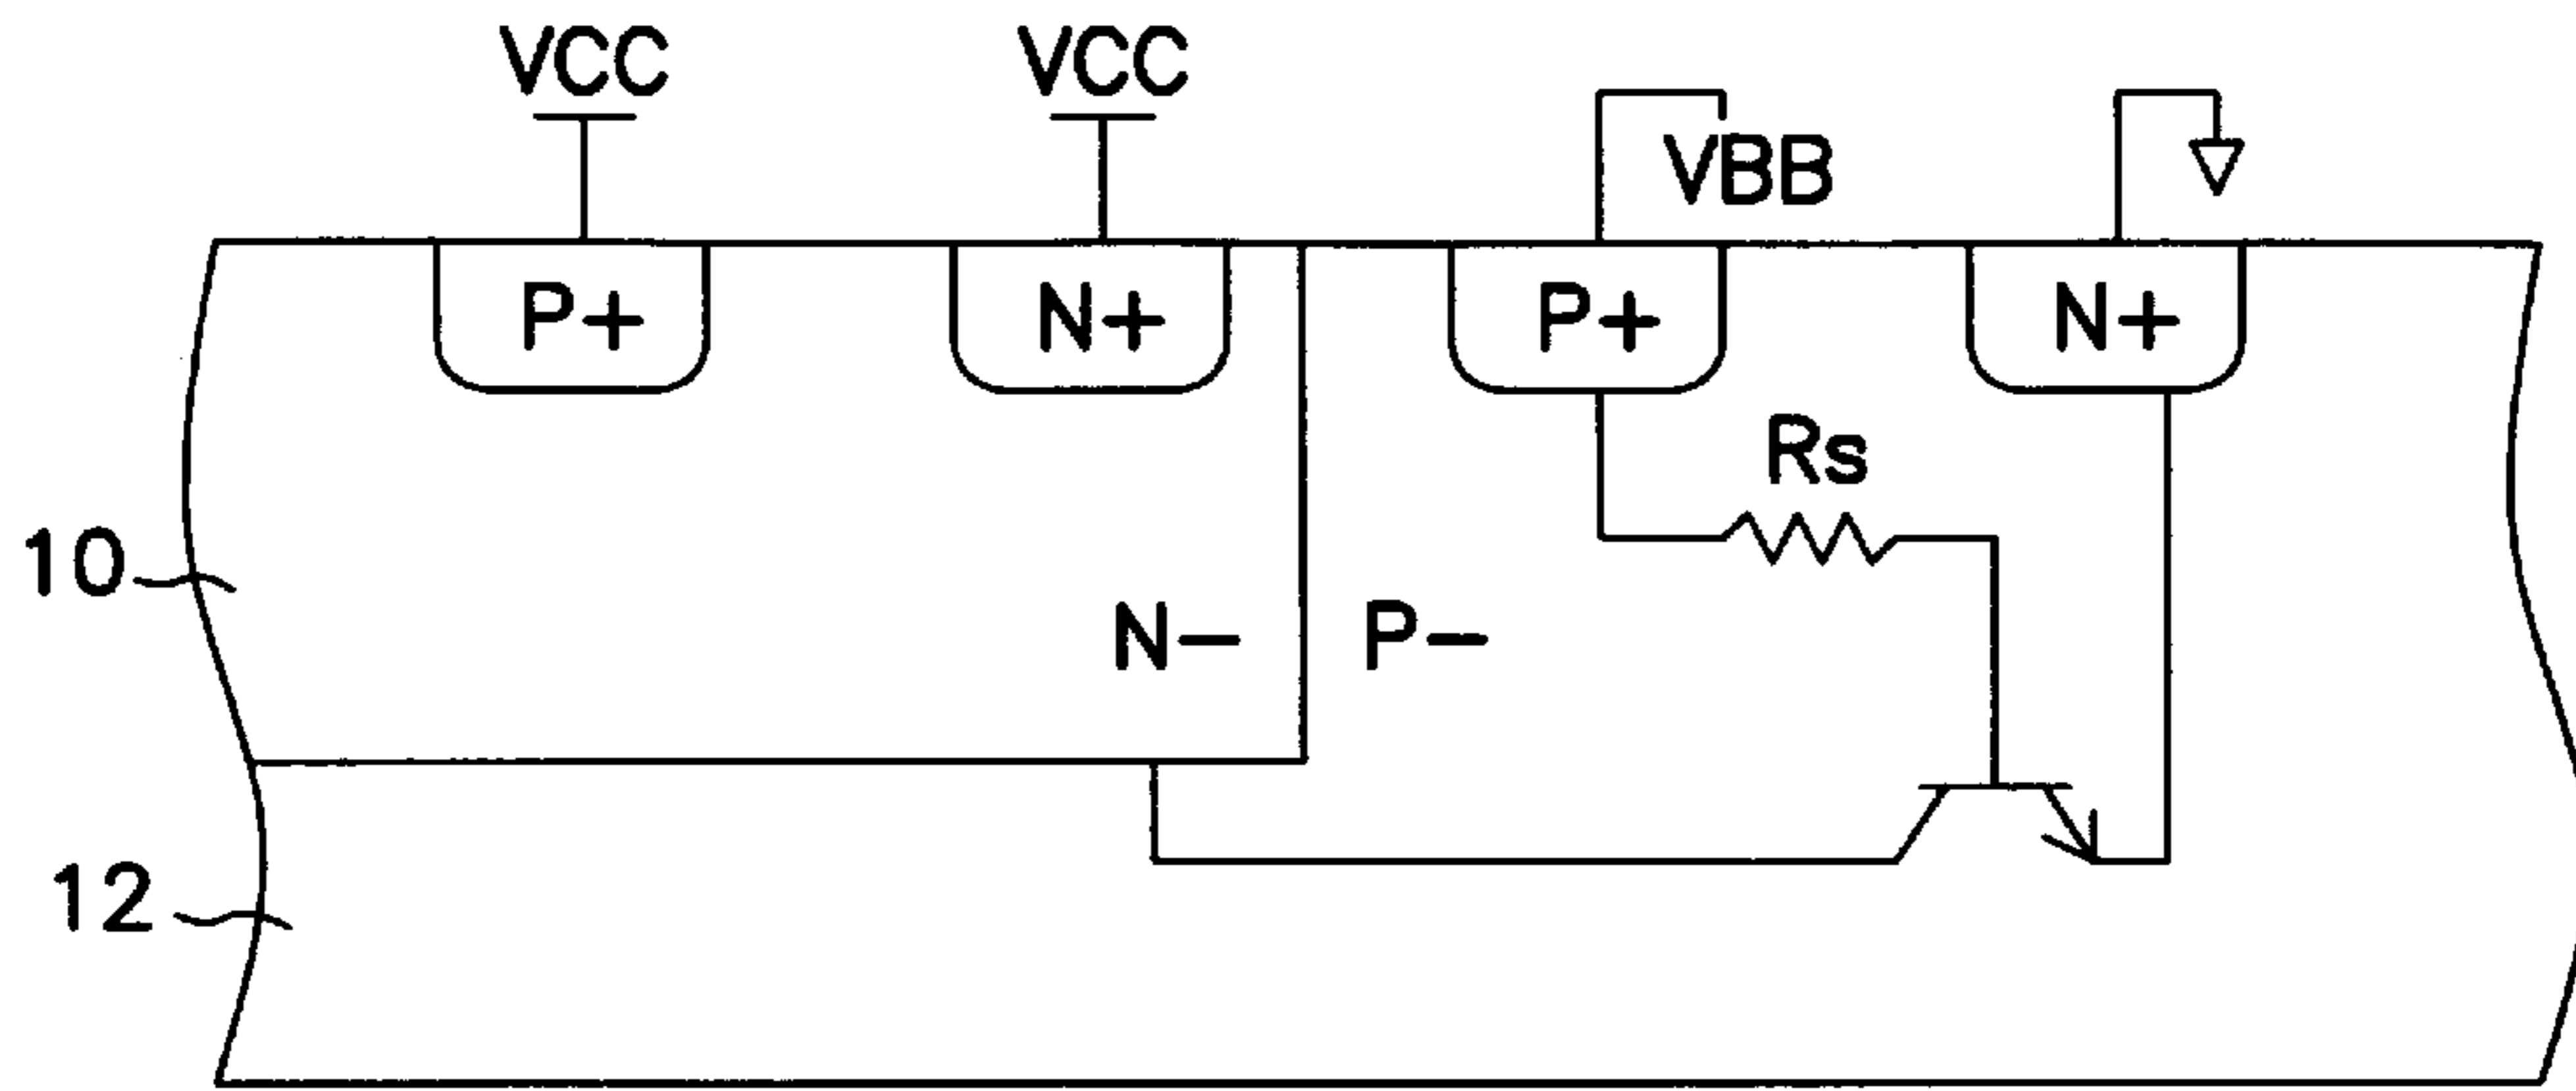 VCC VCC
VBB
P+ N+ P+ N+
Rs
10
N- P-
12